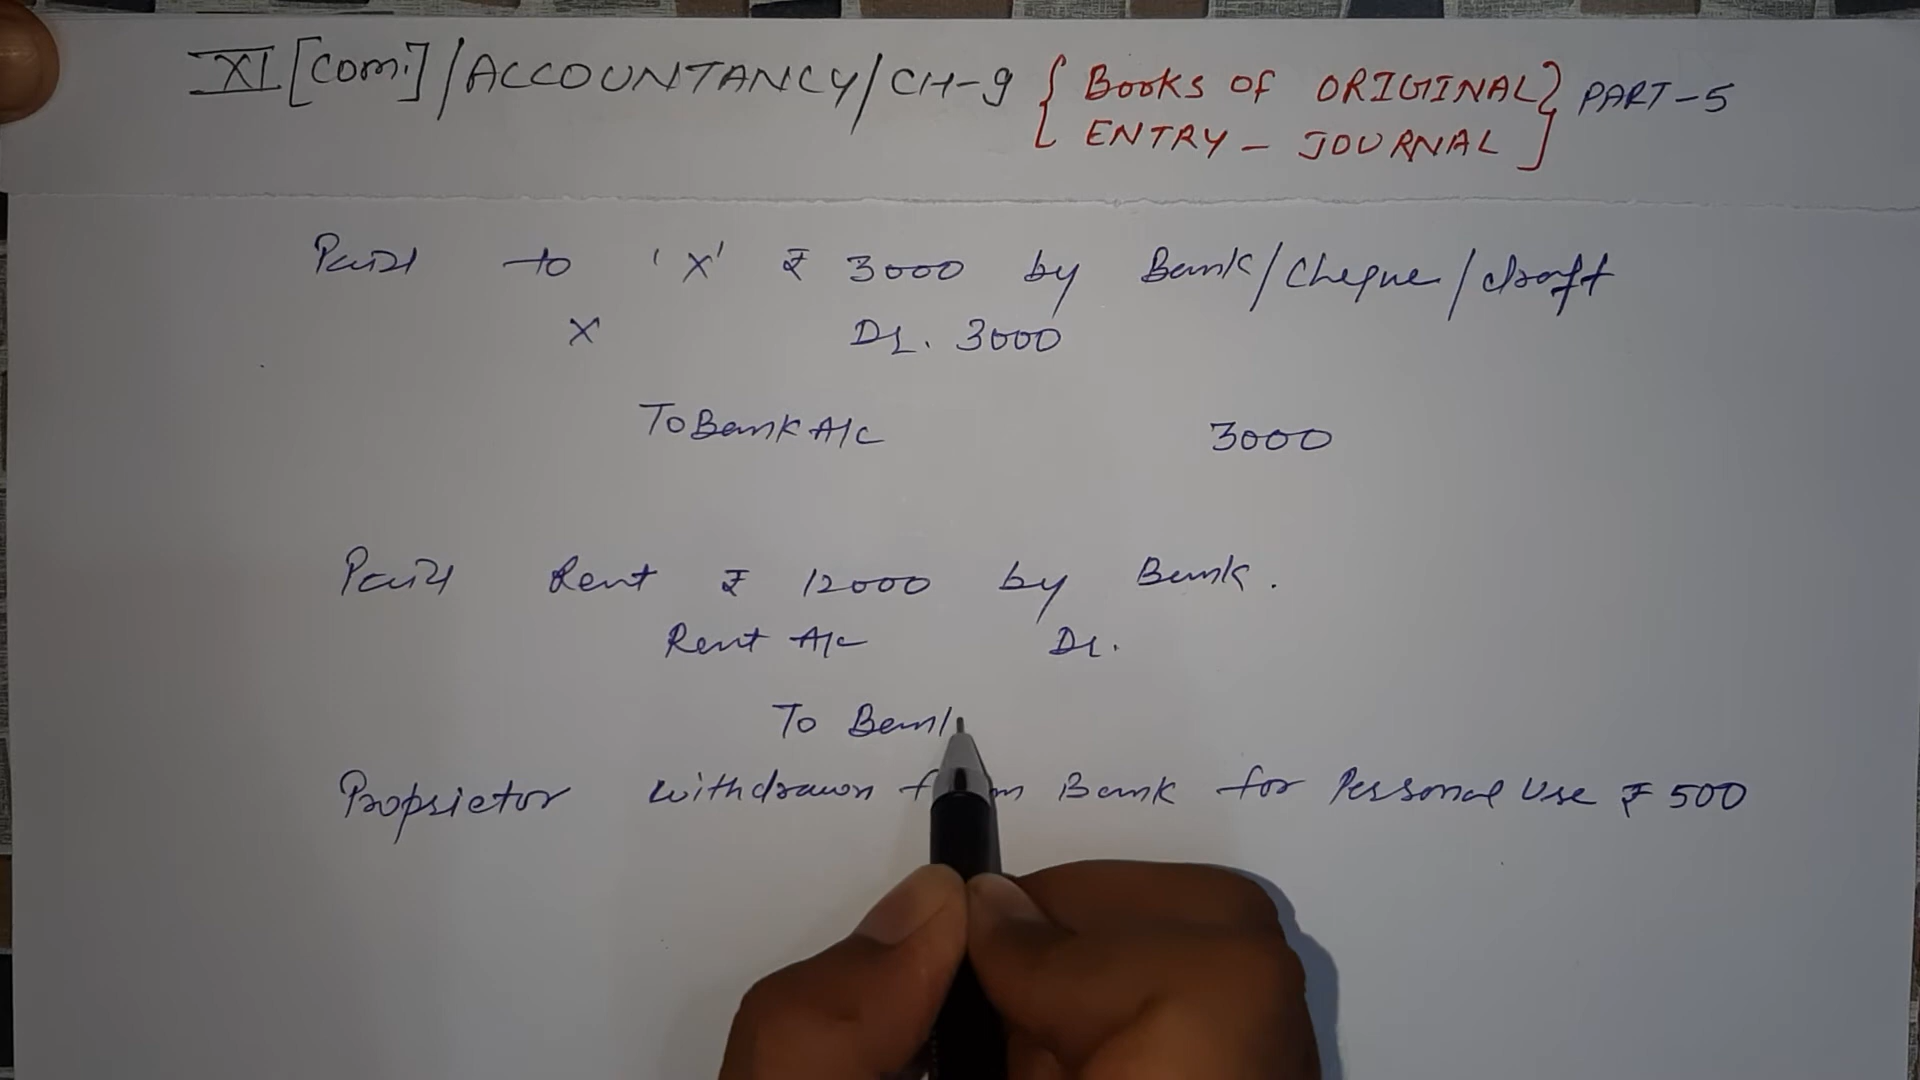 XI [Com.] / ACCOUNTANCY / CH-9 { Books OF ORIGINAL ENTRY - JOURNAL } PART-5
Paid to 'X' ₹ 3000 by Bank / Cheque / draft
X Dr. 3000
To Bank A/c 3000
Paid Rent ₹ 12000 by Bank.
Rent A/c Dr.
To Bank
Proprietor withdrawn from Bank for Personal Use ₹ 500